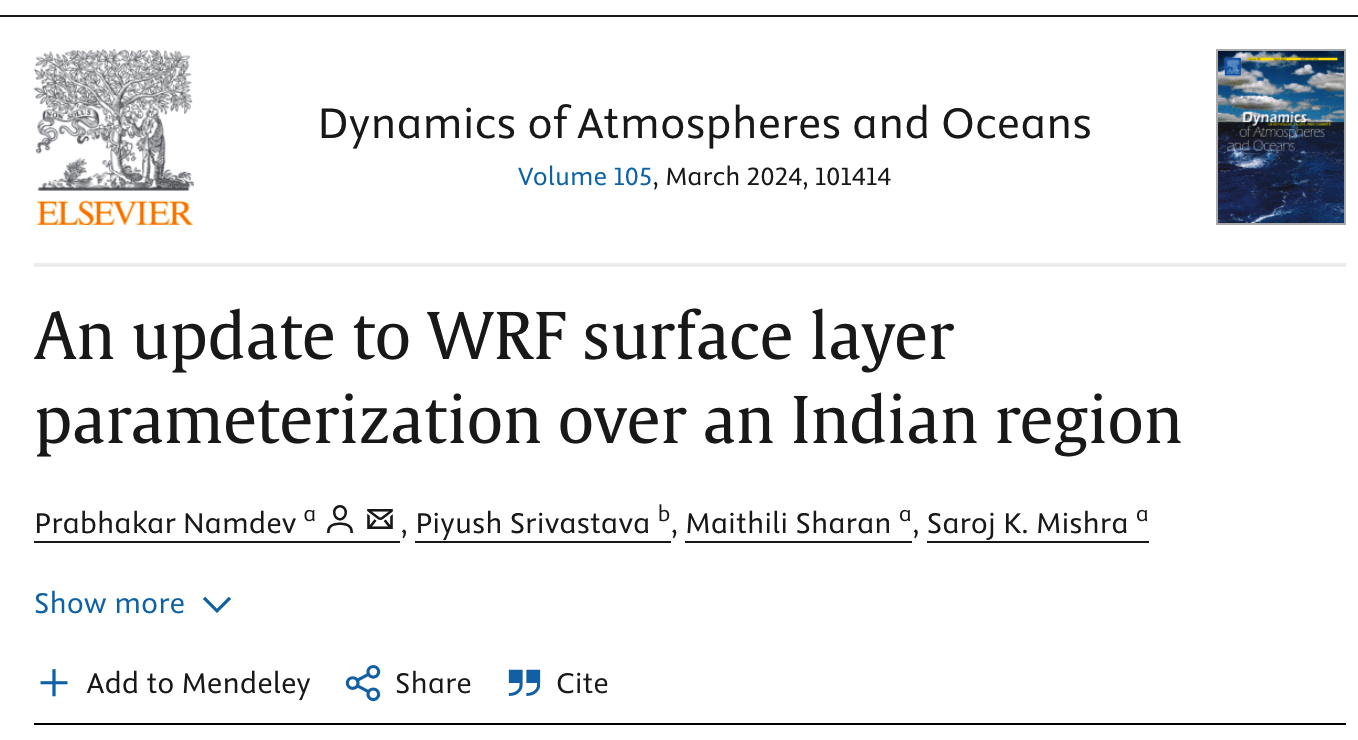 ELSEVIER
Dynamics of Atmospheres and Oceans
Volume 105, March 2024, 101414
Dynamics
of Atmospheres
and Oceans
An update to WRF surface layer
parameterization over an Indian region
Prabhakar Namdev a, Piyush Srivastava b, Maithili Sharan a, Saroj K. Mishra a
Show more
Add to Mendeley Share Cite